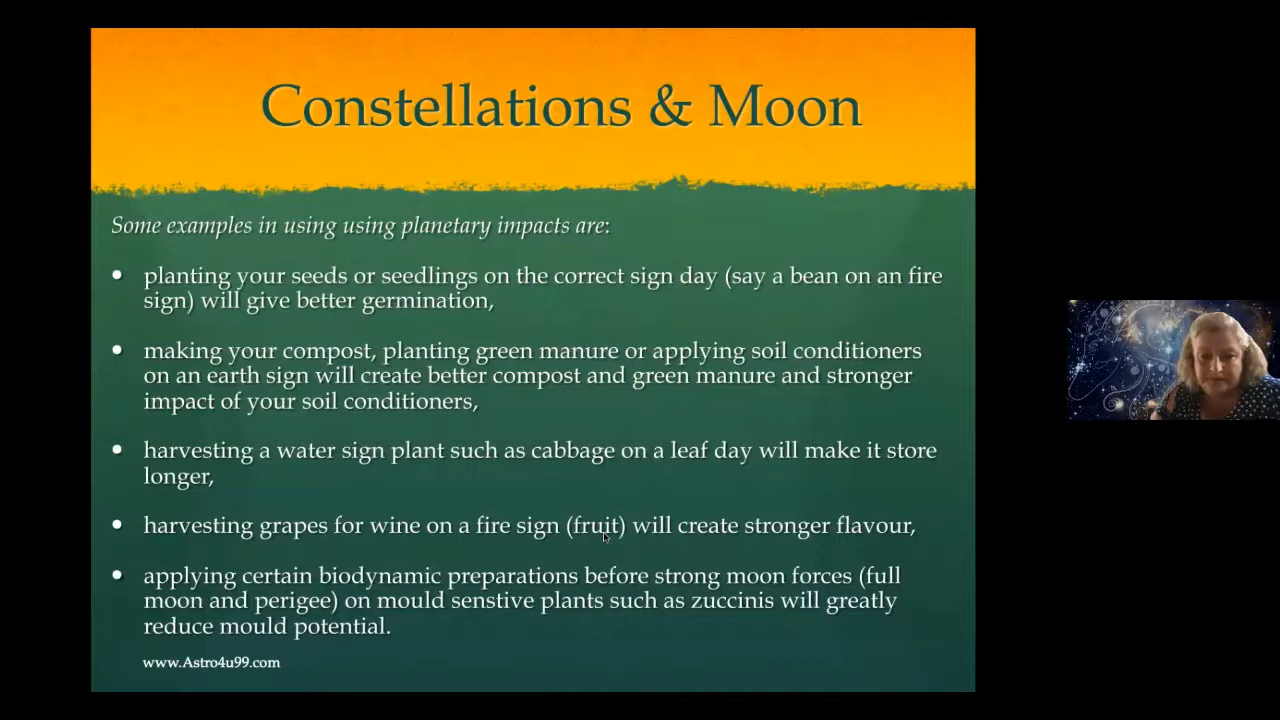 Constellations & Moon
Some examples in using using planetary impacts are:
• planting your seeds or seedlings on the correct sign day (say a bean on an fire
sign) will give better germination,
• making your compost, planting green manure or applying soil conditioners
on an earth sign will create better compost and green manure and stronger
impact of your soil conditioners,
• harvesting a water sign plant such as cabbage on a leaf day will make it store
longer,
• harvesting grapes for wine on a fire sign (fruit) will create stronger flavour,
• applying certain biodynamic preparations before strong moon forces (full
moon and perigee) on mould senstive plants such as zuccinis will greatly
reduce mould potential.
www.Astro4u99.com